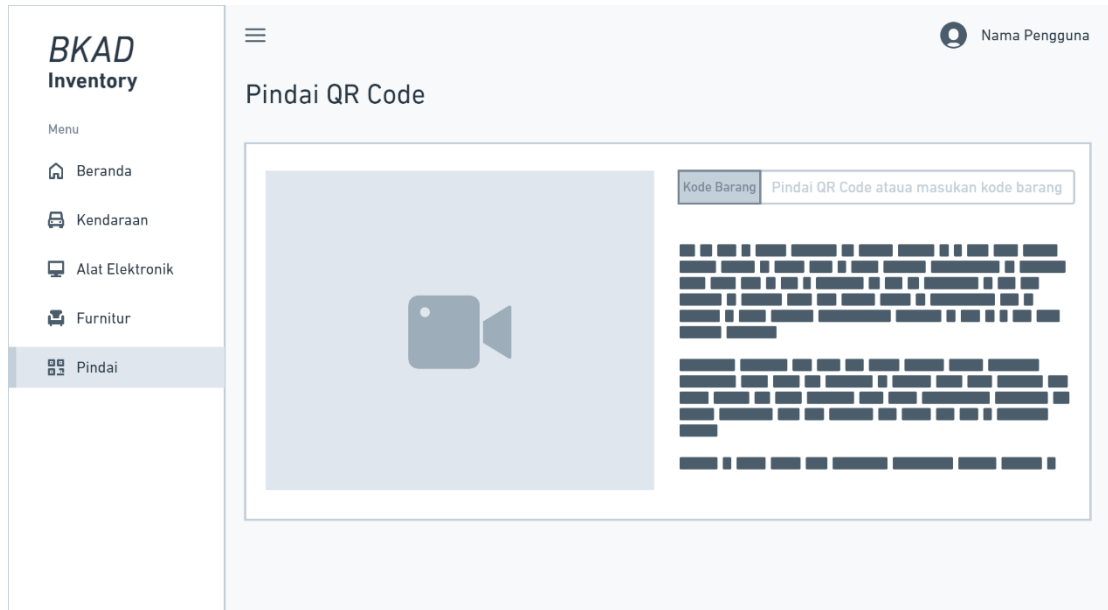 BKAD
Inventory
Menu
Beranda
Kendaraan
Alat Elektronik
Furnitur
Pindai
Nama Pengguna
Pindai QR Code
Kode Barang
Pindai QR Code ataua masukan kode barang